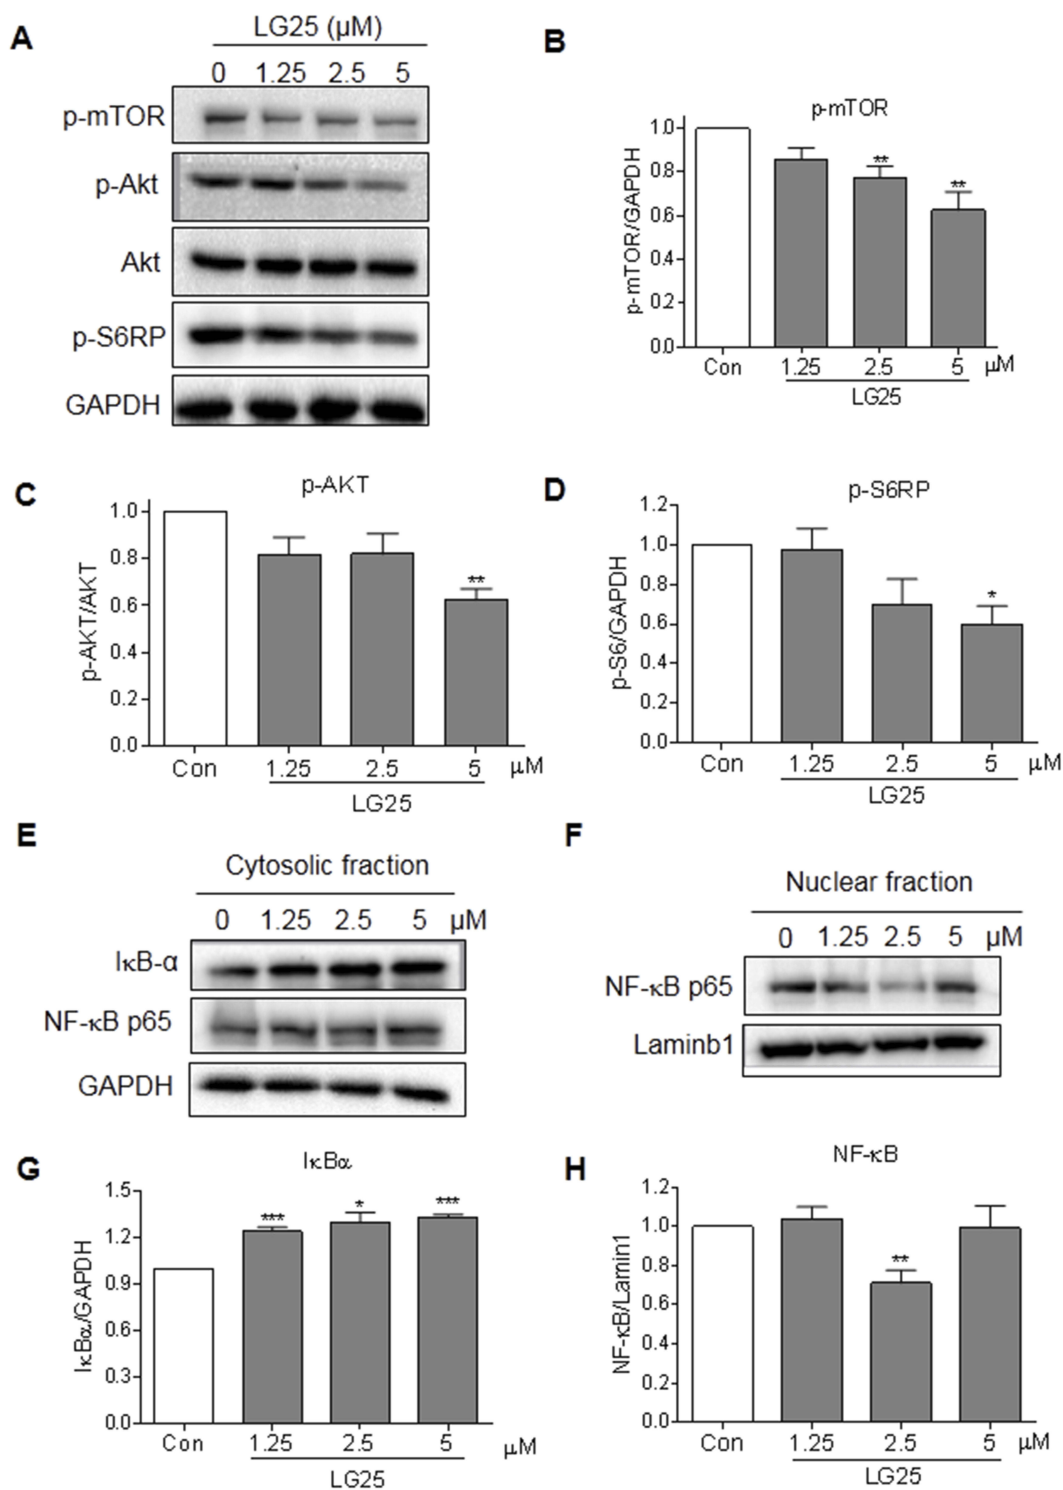 A
LG25 (μM)
0 1.25 2.5 5
p-mTOR
p-Akt
Akt
p-S6RP
GAPDH
B
p-mTOR
p-mTOR/GAPDH
1.0
0.8
0.6
0.4
0.2
0.0
**
**
Con 1.25 2.5 5 μM
LG25
C
p-AKT
p-AKT/AKT
1.0
0.8
0.6
0.4
0.2
0.0
**
Con 1.25 2.5 5 μM
LG25
D
p-S6RP
p-S6/GAPDH
1.2
1.0
0.8
0.6
0.4
0.2
0.0
*
Con 1.25 2.5 5 μM
LG25
E
Cytosolic fraction
0 1.25 2.5 5 μM
IκB-α
NF-κB p65
GAPDH
F
Nuclear fraction
0 1.25 2.5 5 μM
NF-κB p65
Laminb1
G
IκBα
IκBα/GAPDH
1.5
1.2
0.9
0.6
0.3
0.0
***
*
***
Con 1.25 2.5 5 μM
LG25
H
NF-κB
NF-κB/Lamin1
1.2
1.0
0.8
0.6
0.4
0.2
0.0
**
Con 1.25 2.5 5 μM
LG25